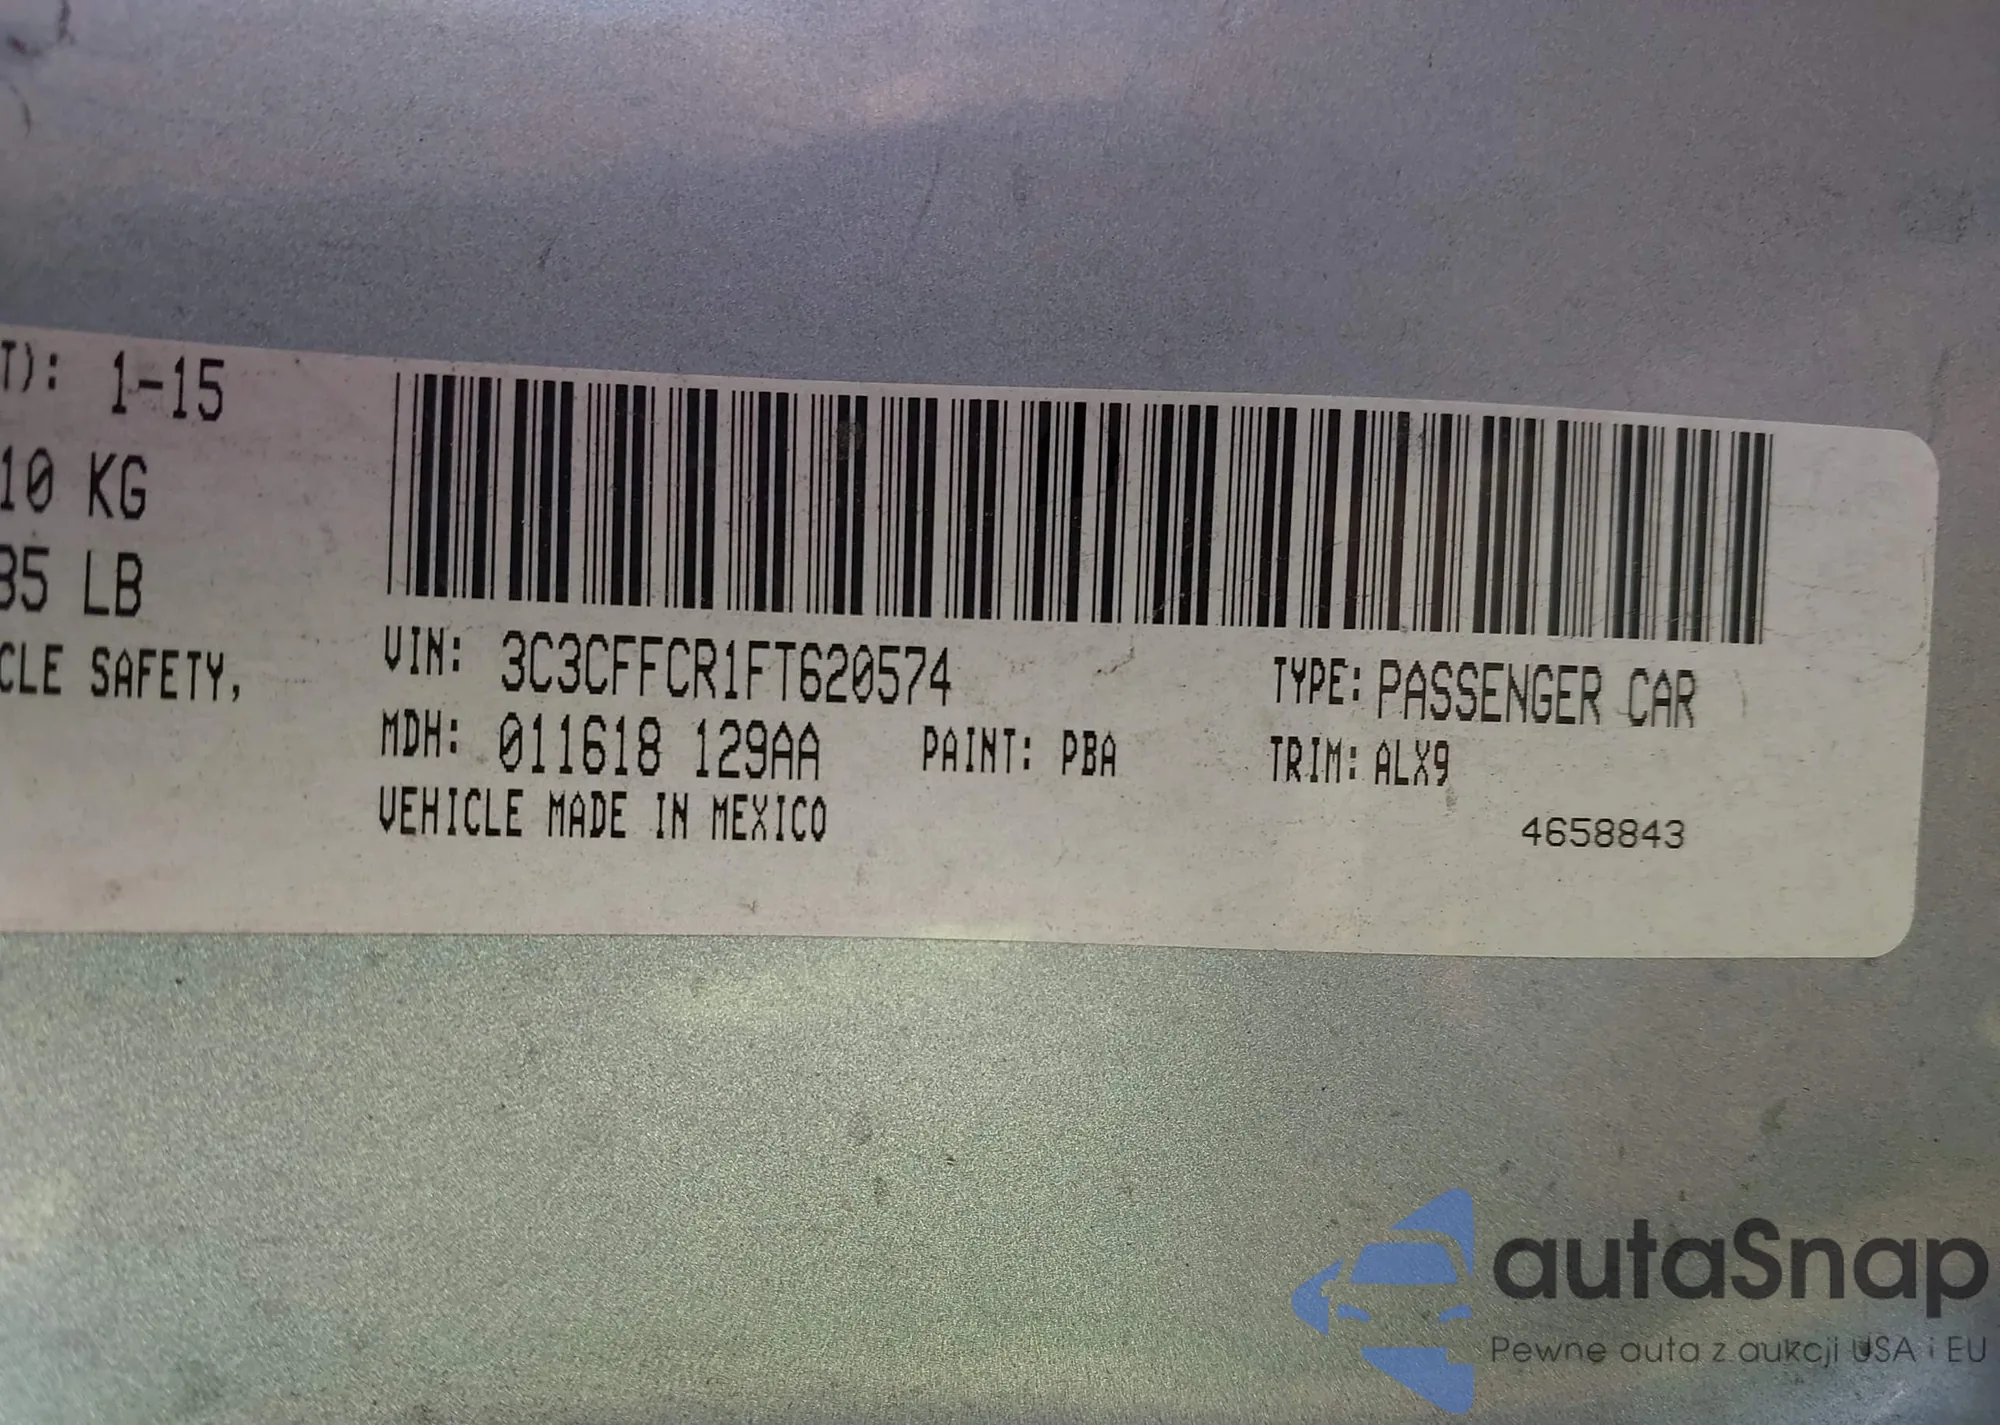 T): 1-15
10 KG
35 LB
CLE SAFETY,
VIN: 3C3CFFCR1FT620574
TYPE: PASSENGER CAR
MDH: 011618 129AA
PAINT: PBA
TRIM: ALX9
VEHICLE MADE IN MEXICO
4658843
autaSnap
Pewne auta z aukcji USA i EU